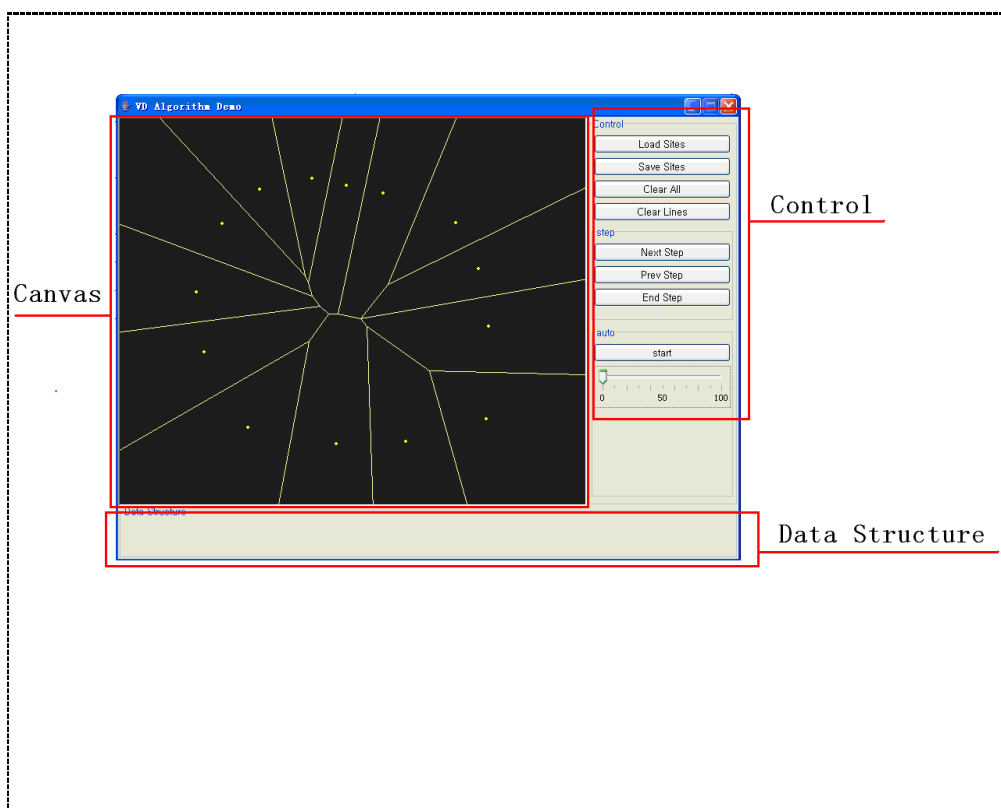 VD Algorithm Demo
Control
Load Sites
Save Sites
Clear All
Clear Lines
step
Next Step
Prev Step
End Step
auto
start
0 50 100
Data Structure
Canvas
Control
Data Structure